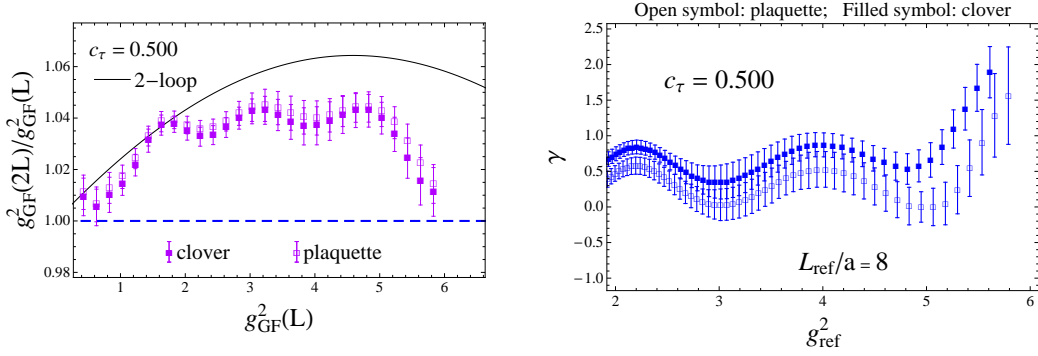 c_τ = 0.500
2-loop
g²_GF(2L)/g²_GF(L)
1.06
1.04
1.02
1.00
0.98
clover
plaquette
1 2 3 4 5 6
g²_GF(L)
Open symbol: plaquette; Filled symbol: clover
c_τ = 0.500
γ
2.5
2.0
1.5
1.0
0.5
0.0
-0.5
-1.0
L_ref/a = 8
2 3 4 5 6
g²_ref